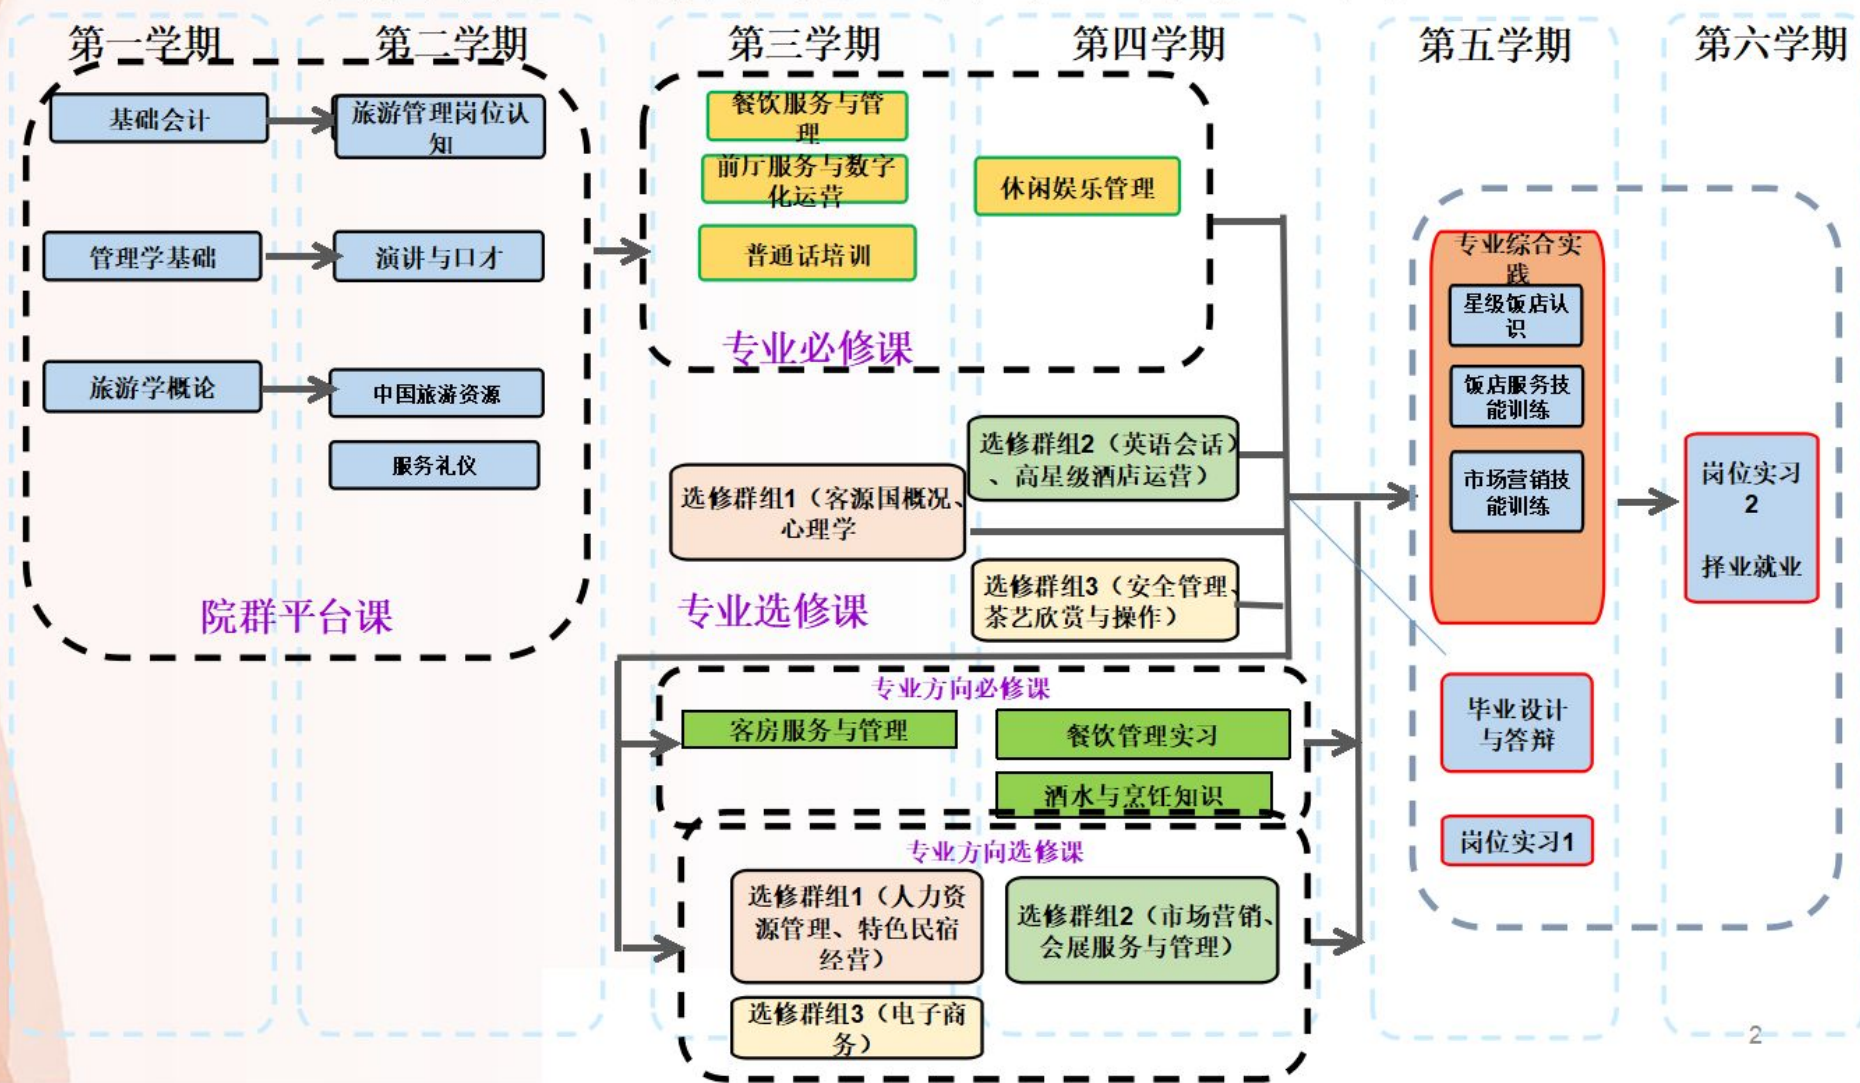 第一学期
第二学期
第三学期
第四学期
第五学期
第六学期
基础会计
旅游管理岗位认
知
管理学基础
演讲与口才
旅游学概论
中国旅游资源
服务礼仪
院群平台课
餐饮服务与管
理
前厅服务与数字
化运营
普通话培训
休闲娱乐管理
专业必修课
选修群组1（客源国概况、
心理学
选修群组2（英语会话）
、高星级酒店运营）
选修群组3（安全管理、
茶艺欣赏与操作）
专业选修课
专业方向必修课
客房服务与管理
餐饮管理实习
酒水与烹饪知识
专业方向选修课
选修群组1（人力资
源管理、特色民宿
经营）
选修群组2（市场营销、
会展服务与管理）
选修群组3（电子商
务）
专业综合实
践
星级饭店认
识
饭店服务技
能训练
市场营销技
能训练
毕业设计
与答辩
岗位实习1
岗位实习
2
择业就业
2